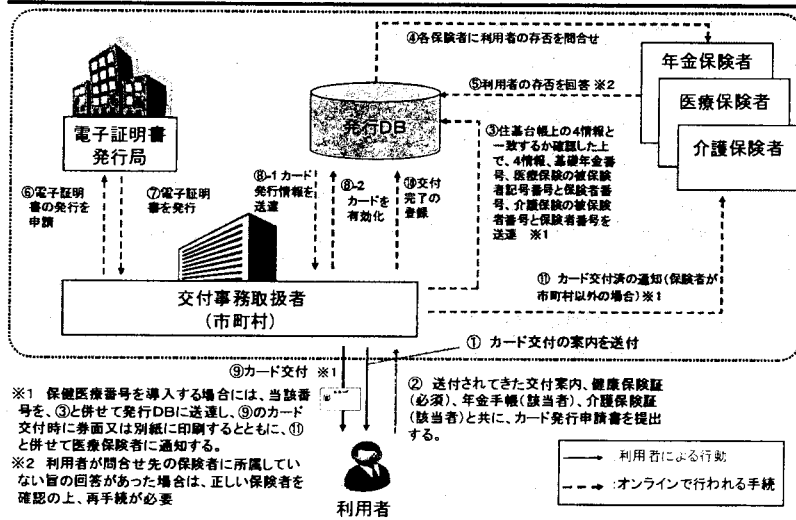 ④各保険者に利用者の存否を問合せ
年金保険者
⑤利用者の存否を回答 ※2
医療保険者
介護保険者
電子証明書
発行局
発行DB
③住基台帳上の4情報と
一致するか確認した上
で、4情報、基礎年金番
号、医療保険の被保険
者記号番号と保険者番
号、介護保険の被保険
者番号と保険者番号を
送達 ※1
⑥電子証明
書の発行を
申請
⑦電子証明
書を発行
⑧-1 カード
発行情報を
送達
⑧-2
カードを
有効化
⑩交付
完了の
登録
交付事務取扱者
(市町村)
⑪ カード交付済の通知(保険者が
市町村以外の場合)※1
① カード交付の案内を送付
⑨カード交付 ※1
② 送付されてきた交付案内、健康保険証
(必須)、年金手帳(該当者)、介護保険証
(該当者)と共に、カード発行申請書を提出
する。
※1 保健医療番号を導入する場合には、当該番
号を、③と併せて発行DBに送達し、⑨のカード
交付時に券面又は別紙に印刷するとともに、⑪
と併せて医療保険者に通知する。
※2 利用者が問合せ先の保険者に所属してい
ない旨の回答があった場合は、正しい保険者を
確認の上、再手続が必要
利用者
:利用者による行動
:オンラインで行われる手続